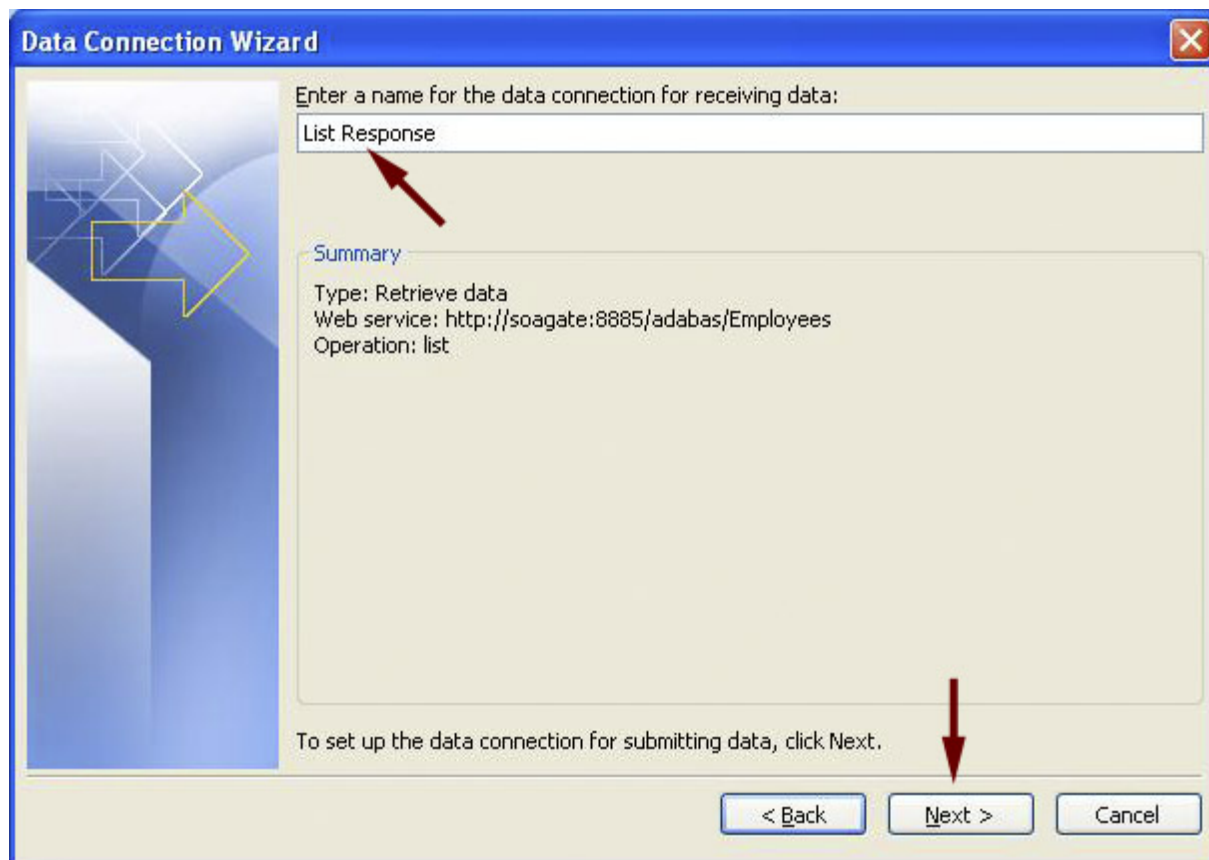 Data Connection Wizard
Enter a name for the data connection for receiving data:
List Response
Summary
Type: Retrieve data
Web service: http://soagate:8885/adabas/Employees
Operation: list
To set up the data connection for submitting data, click Next.
< Back
Next >
Cancel